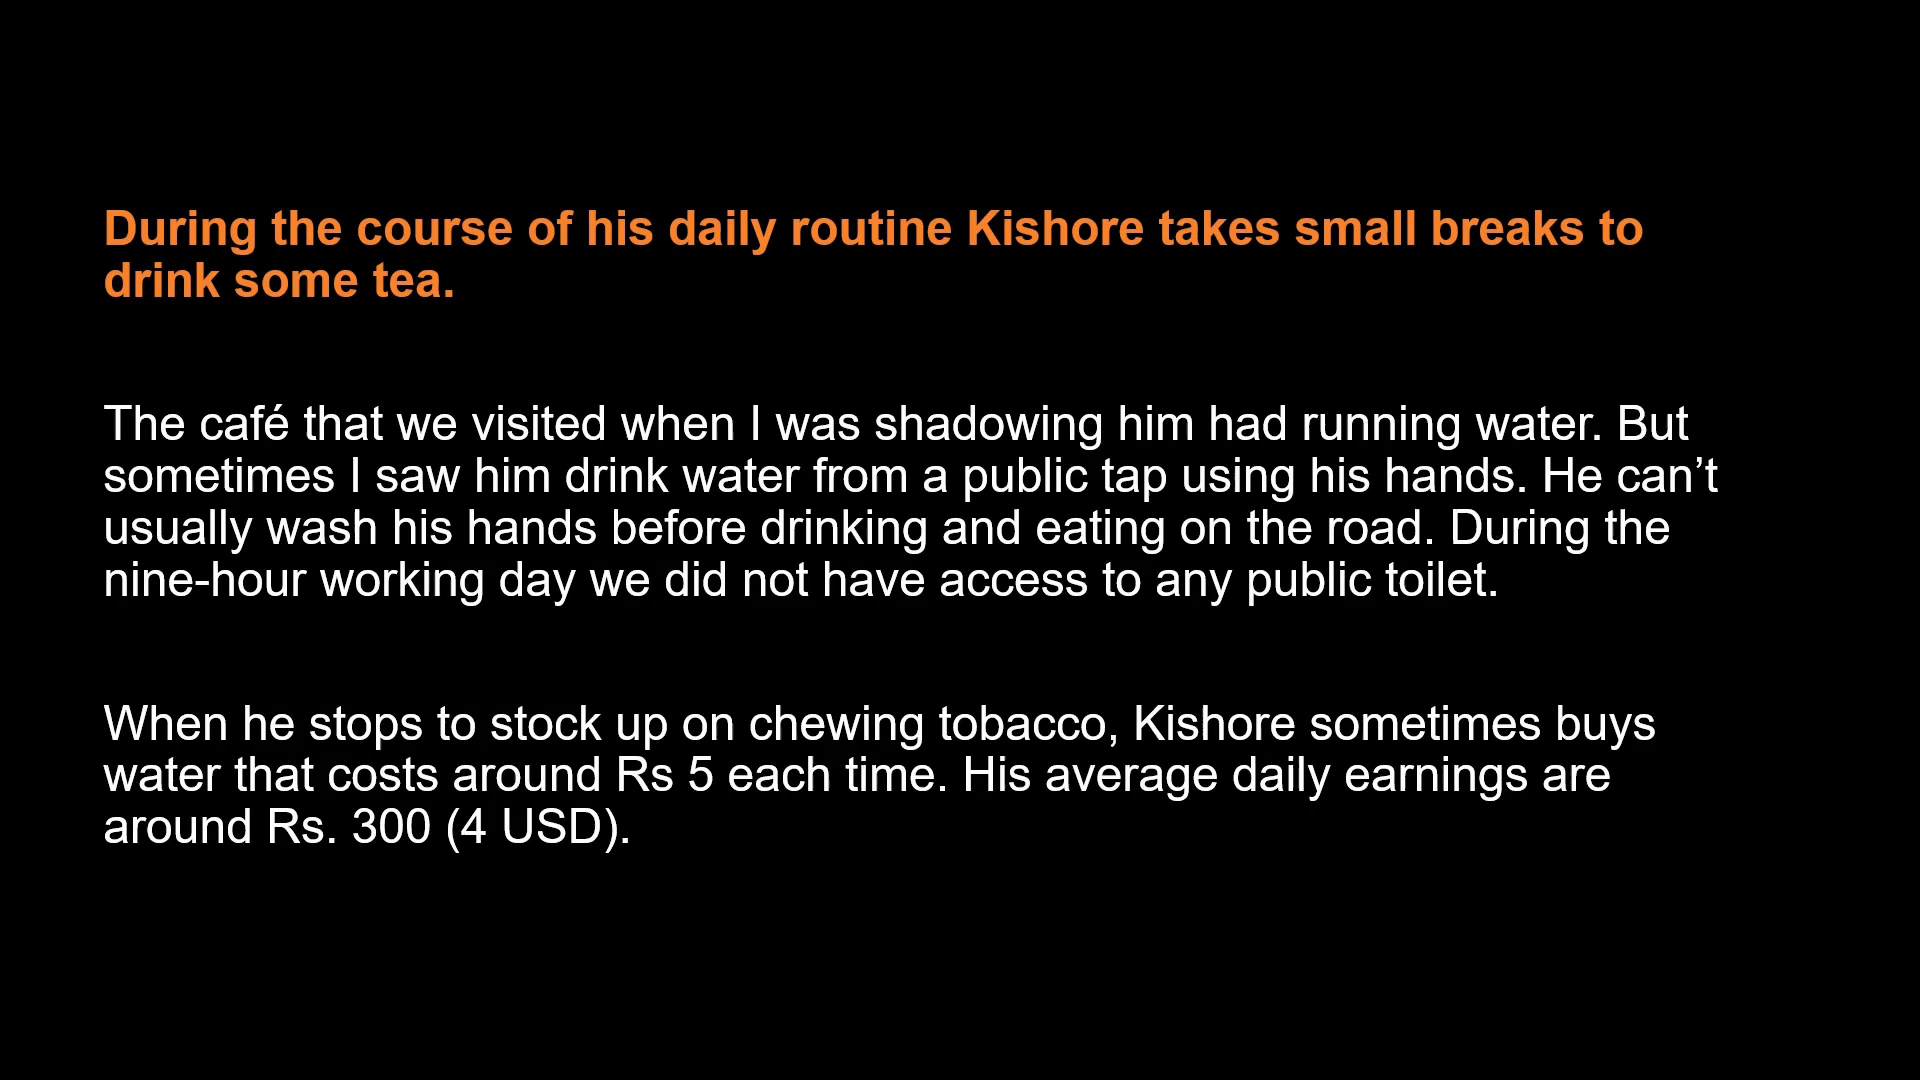 During the course of his daily routine Kishore takes small breaks to
drink some tea.
The café that we visited when I was shadowing him had running water. But
sometimes I saw him drink water from a public tap using his hands. He can’t
usually wash his hands before drinking and eating on the road. During the
nine-hour working day we did not have access to any public toilet.
When he stops to stock up on chewing tobacco, Kishore sometimes buys
water that costs around Rs 5 each time. His average daily earnings are
around Rs. 300 (4 USD).